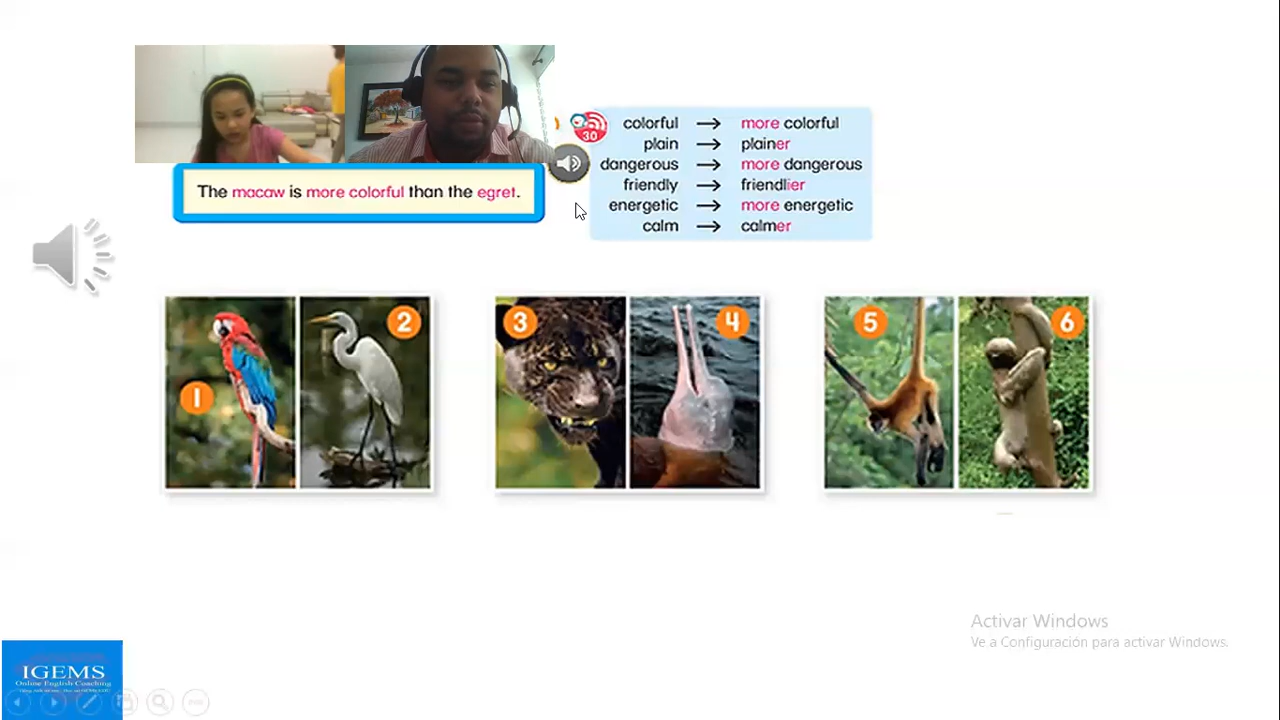 colorful → more colorful
30
plain → plainer
dangerous → more dangerous
The macaw is more colorful than the egret.
friendly → friendlier
energetic → more energetic
calm → calmer
1
2
3
4
5
6
Activar Windows
Ve a Configuración para activar Windows.
IGEMS
Online English Coaching